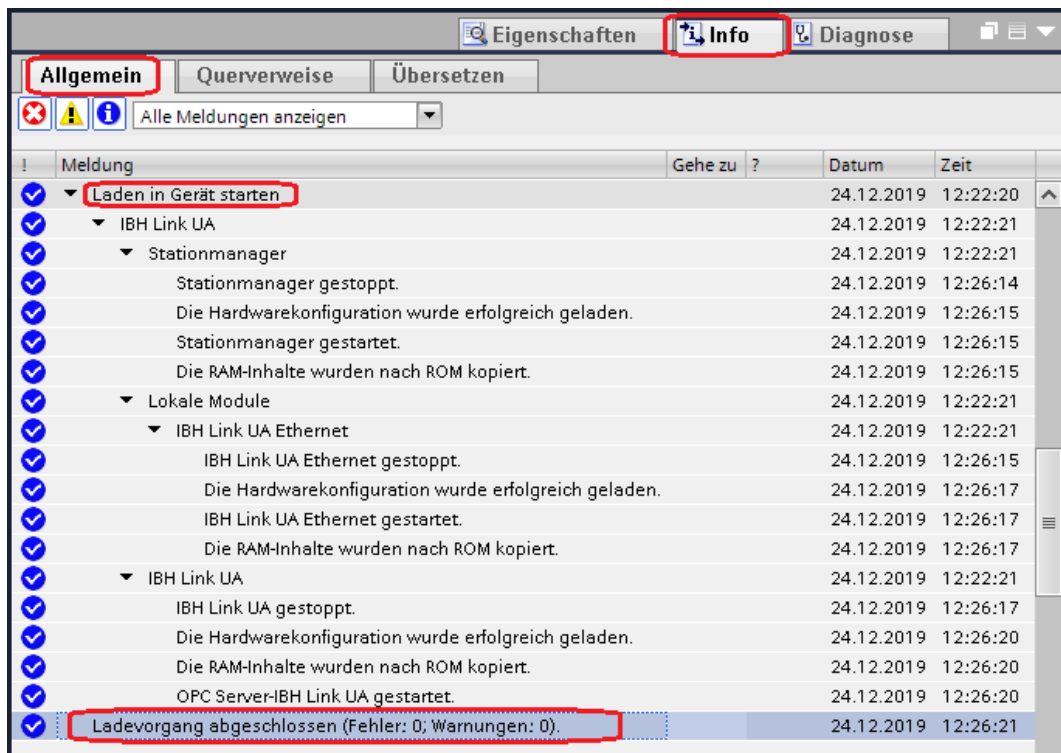 Eigenschaften Info Diagnose
Allgemein Querverweise Übersetzen
Alle Meldungen anzeigen
! Meldung Gehe zu ? Datum Zeit
Laden in Gerät starten 24.12.2019 12:22:20
IBH Link UA 24.12.2019 12:22:21
Stationmanager 24.12.2019 12:22:21
Stationmanager gestoppt. 24.12.2019 12:26:14
Die Hardwarekonfiguration wurde erfolgreich geladen. 24.12.2019 12:26:15
Stationmanager gestartet. 24.12.2019 12:26:15
Die RAM-Inhalte wurden nach ROM kopiert. 24.12.2019 12:26:15
Lokale Module 24.12.2019 12:22:21
IBH Link UA Ethernet 24.12.2019 12:22:21
IBH Link UA Ethernet gestoppt. 24.12.2019 12:26:15
Die Hardwarekonfiguration wurde erfolgreich geladen. 24.12.2019 12:26:17
IBH Link UA Ethernet gestartet. 24.12.2019 12:26:17
Die RAM-Inhalte wurden nach ROM kopiert. 24.12.2019 12:26:17
IBH Link UA 24.12.2019 12:22:21
IBH Link UA gestoppt. 24.12.2019 12:26:17
Die Hardwarekonfiguration wurde erfolgreich geladen. 24.12.2019 12:26:20
Die RAM-Inhalte wurden nach ROM kopiert. 24.12.2019 12:26:20
OPC Server-IBH Link UA gestartet. 24.12.2019 12:26:20
Ladevorgang abgeschlossen (Fehler: 0; Warnungen: 0). 24.12.2019 12:26:21